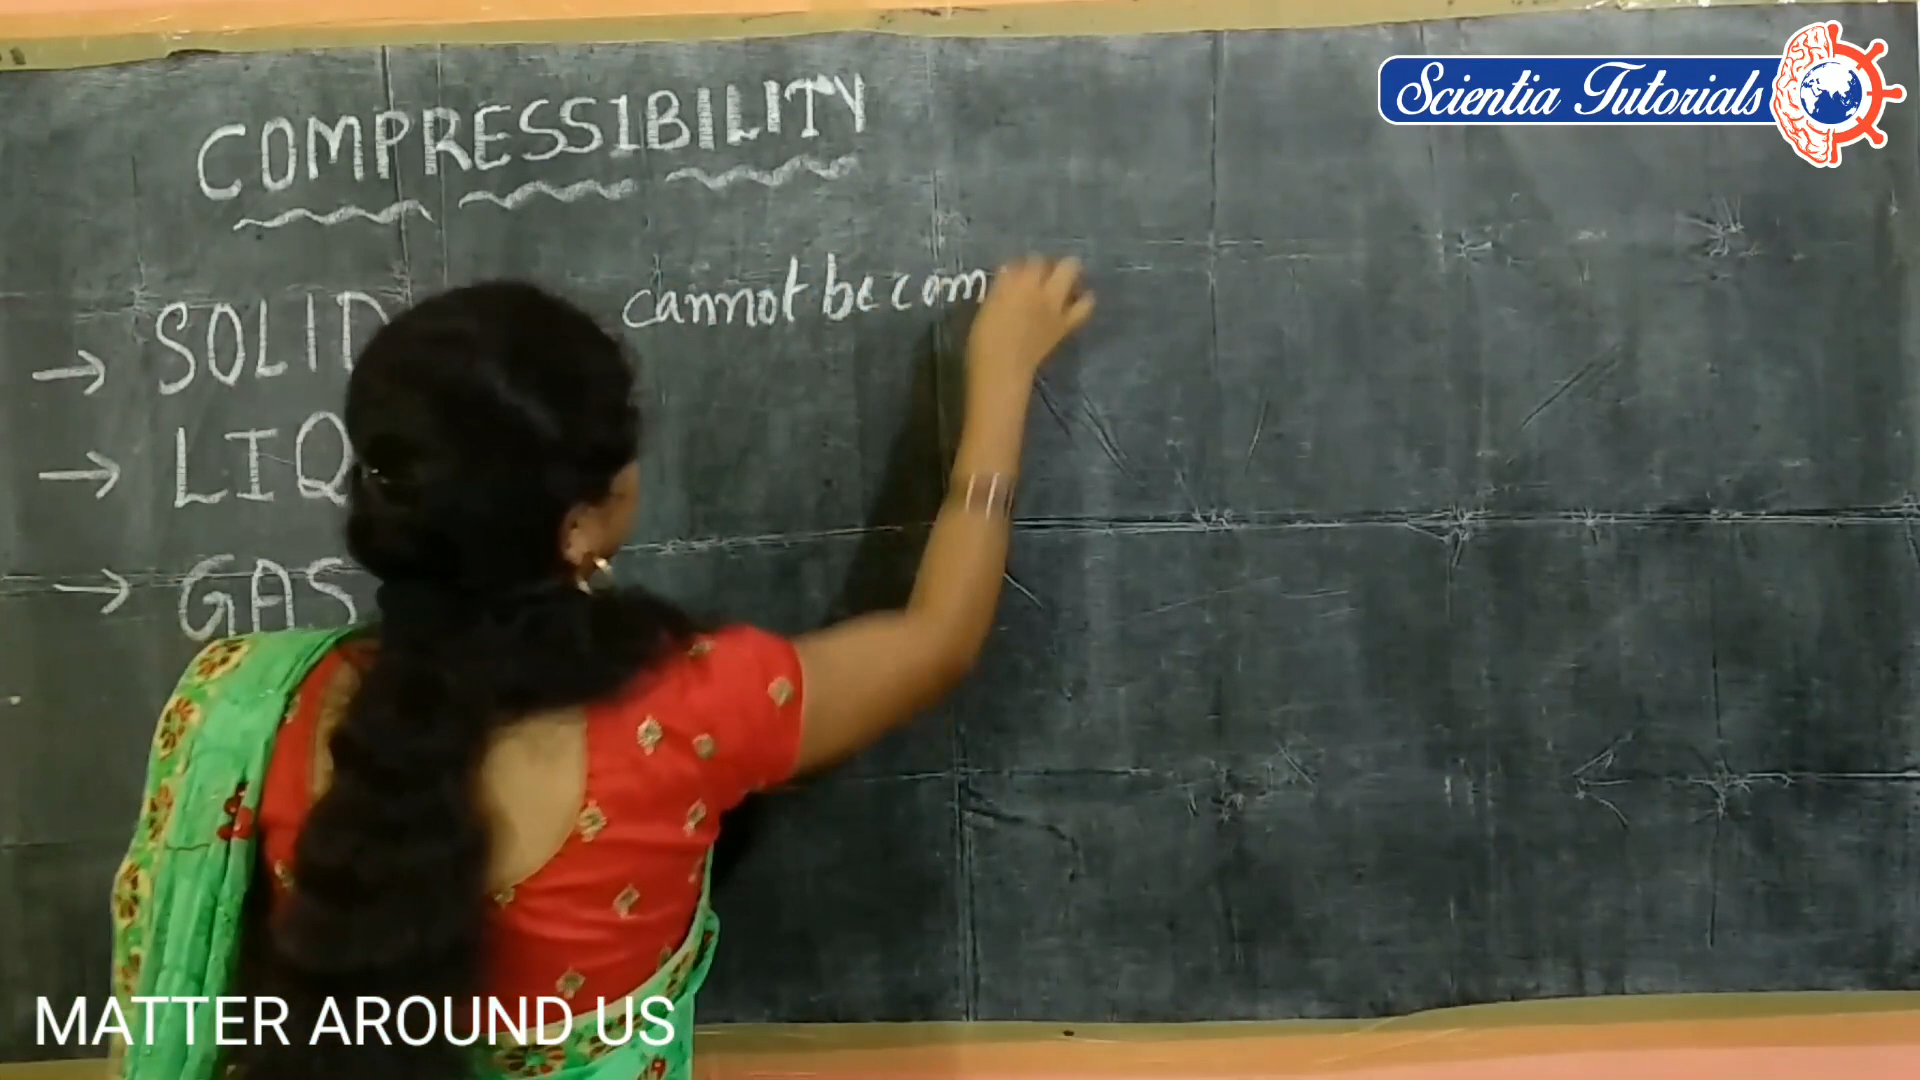 Scientia Tutorials
COMPRESSIBILITY
cannot be com
→ SOLID
→ LIQ
→ GAS
MATTER AROUND US